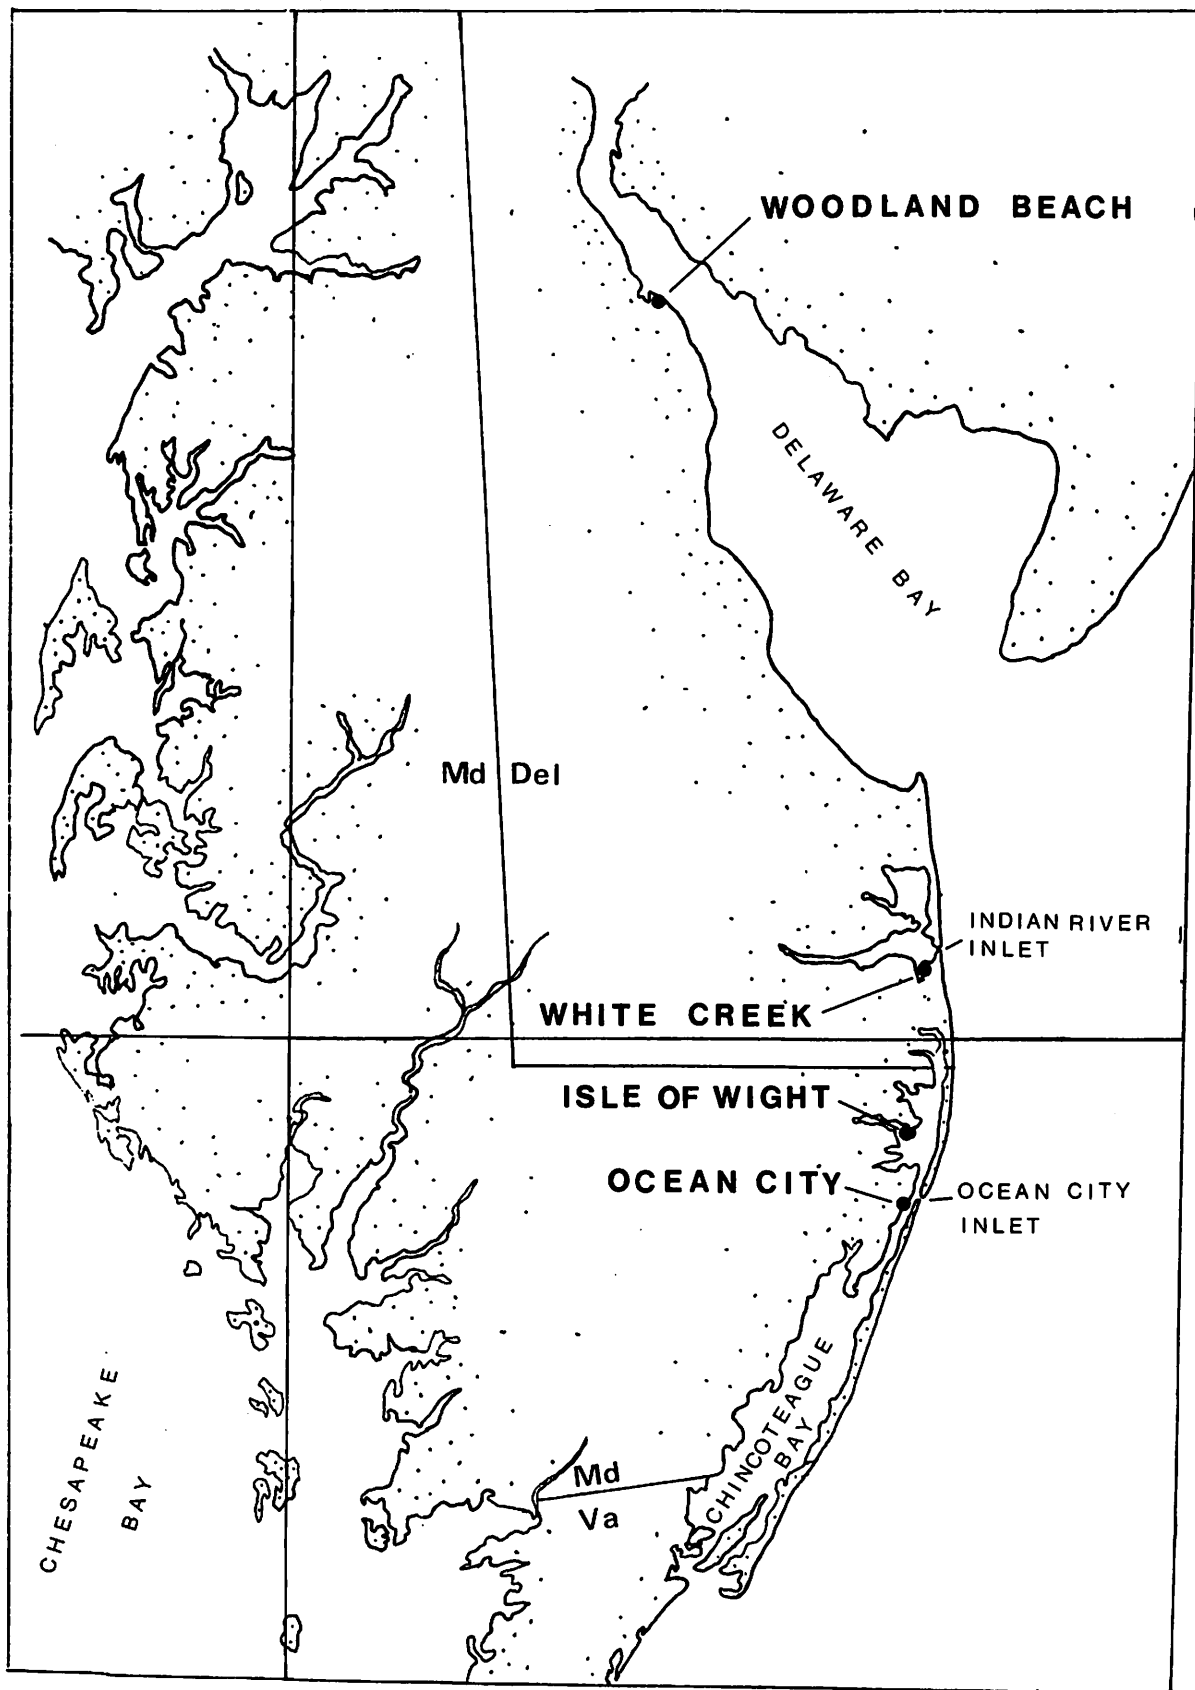 WOODLAND BEACH
DELAWARE BAY
Md Del
INDIAN RIVER
INLET
WHITE CREEK
ISLE OF WIGHT
OCEAN CITY
OCEAN CITY
INLET
CHINCOTEAGUE
BAY
CHESAPEAKE
BAY
Md
Va